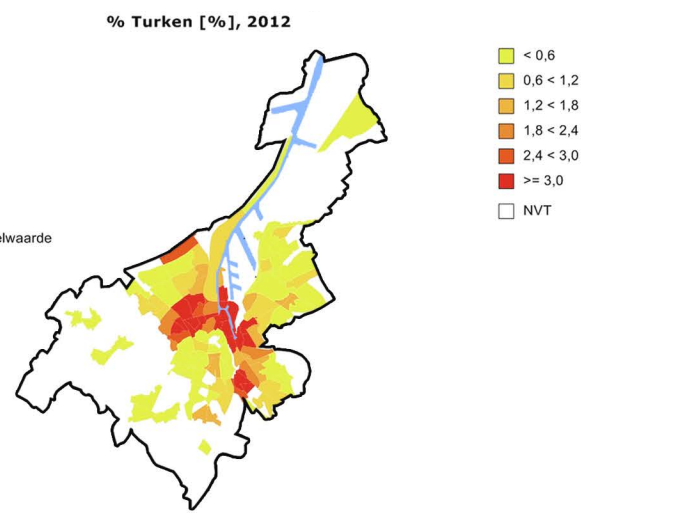 % Turken [%], 2012
< 0,6
0,6 < 1,2
1,2 < 1,8
1,8 < 2,4
2,4 < 3,0
>= 3,0
NVT
elwaarde